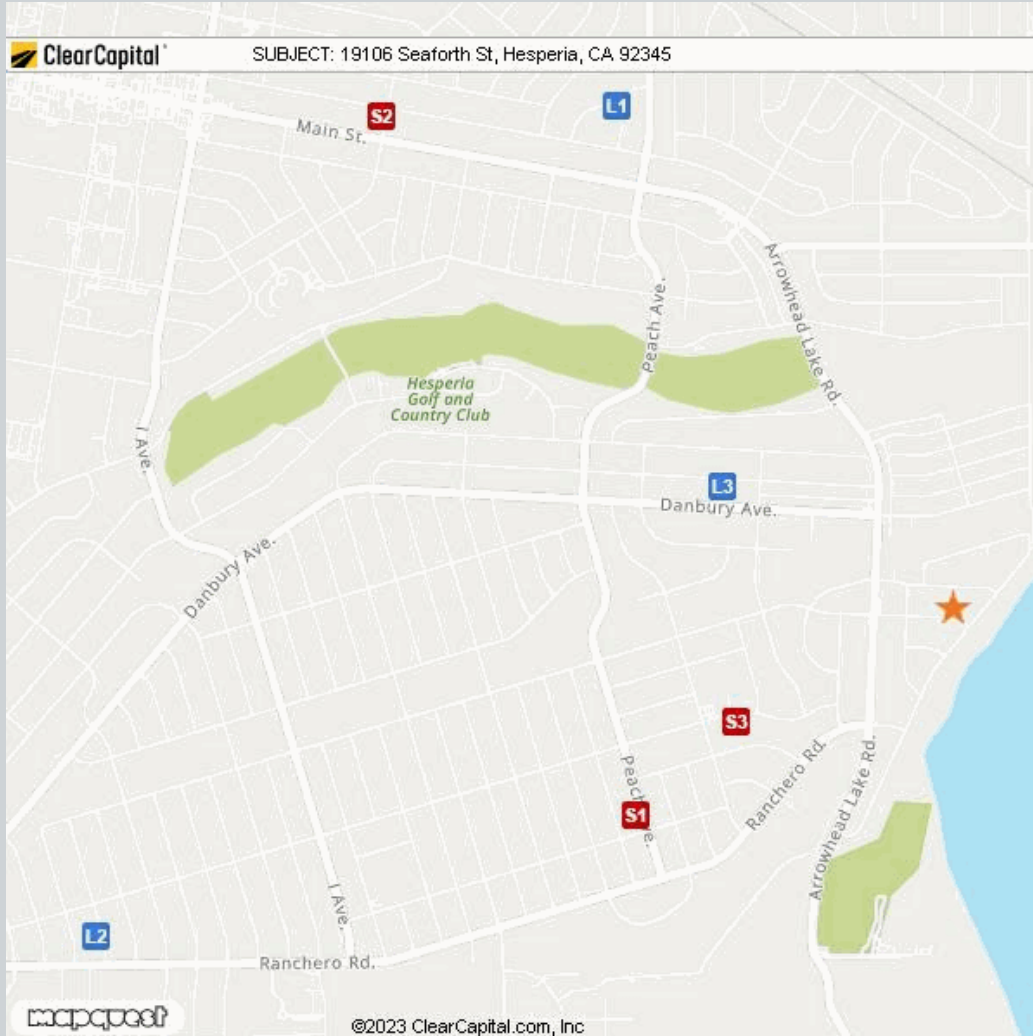 ClearCapital
SUBJECT: 19106 Seaforth St, Hesperia, CA 92345
S2
L1
Main St.
Arrowhead Lake Rd.
Peach Ave.
Hesperia
Golf and
Country Club
I Ave.
L3
Danbury Ave.
Danbury Ave.
S3
Peach Ave.
S1
Ranchero Rd.
Arrowhead Lake Rd.
I Ave.
L2
Ranchero Rd.
mapquest
©2023 ClearCapital.com, Inc